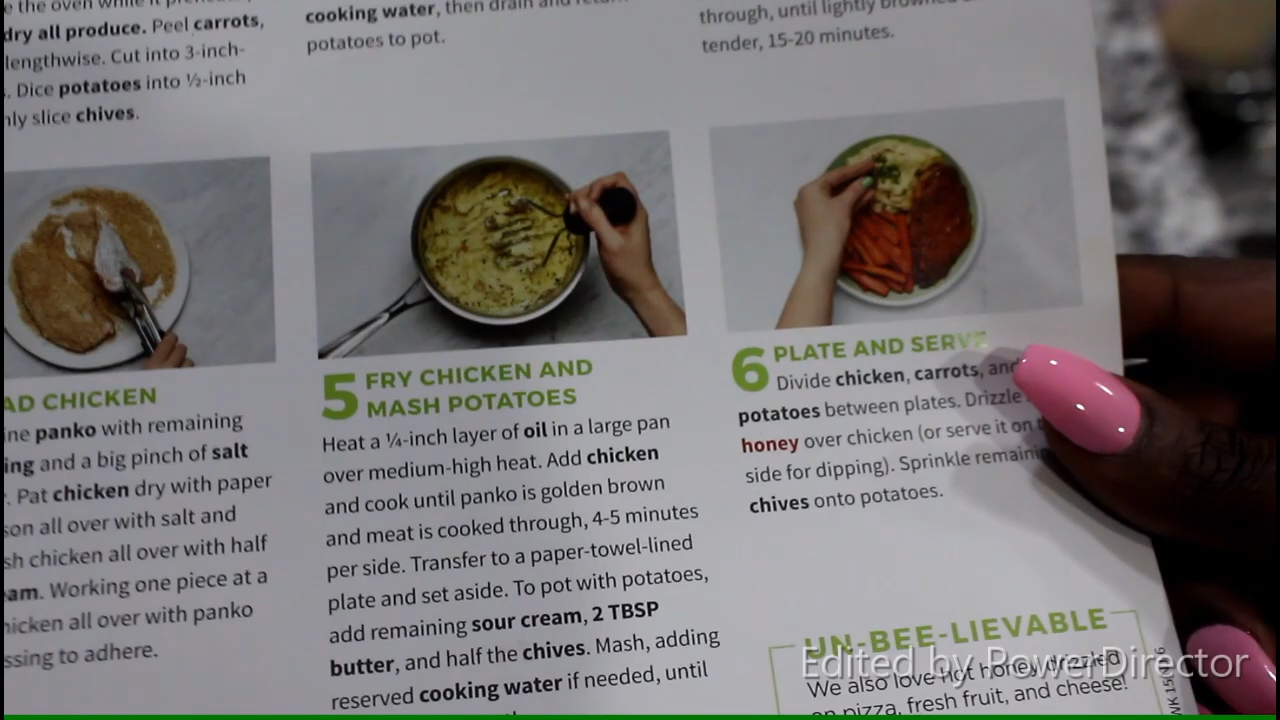 the oven while it
dry all produce. Peel carrots,
lengthwise. Cut into 3-inch-
. Dice potatoes into ½-inch
slice chives.
cooking water, then drain and
potatoes to pot.
through, until lightly browned
tender, 15-20 minutes.
AD CHICKEN
ine panko with remaining
ing and a big pinch of salt
. Pat chicken dry with paper
son all over with salt and
sh chicken all over with half
am. Working one piece at a
hicken all over with panko
ssing to adhere.
5 FRY CHICKEN AND
MASH POTATOES
Heat a ¼-inch layer of oil in a large pan
over medium-high heat. Add chicken
and cook until panko is golden brown
and meat is cooked through, 4-5 minutes
per side. Transfer to a paper-towel-lined
plate and set aside. To pot with potatoes,
add remaining sour cream, 2 TBSP
butter, and half the chives. Mash, adding
reserved cooking water if needed, until
6 PLATE AND SERVE
Divide chicken, carrots, and
potatoes between plates. Drizzle
honey over chicken (or serve it on
side for dipping). Sprinkle remainin
chives onto potatoes.
UN-BEE-LIEVABLE
We also love hot honey drizzled
on pizza, fresh fruit, and cheese!
Edited by PowerDirector